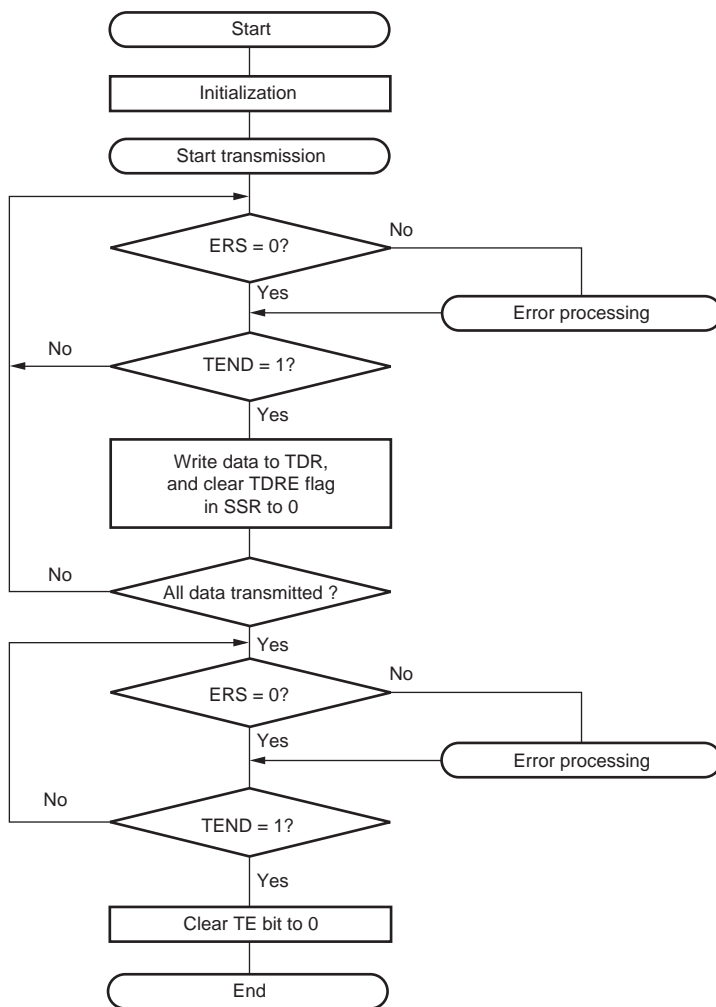 Start
Initialization
Start transmission
ERS = 0?
No
Yes
Error processing
No
TEND = 1?
Yes
Write data to TDR,
and clear TDRE flag
in SSR to 0
No
All data transmitted ?
Yes
ERS = 0?
No
Yes
Error processing
No
TEND = 1?
Yes
Clear TE bit to 0
End